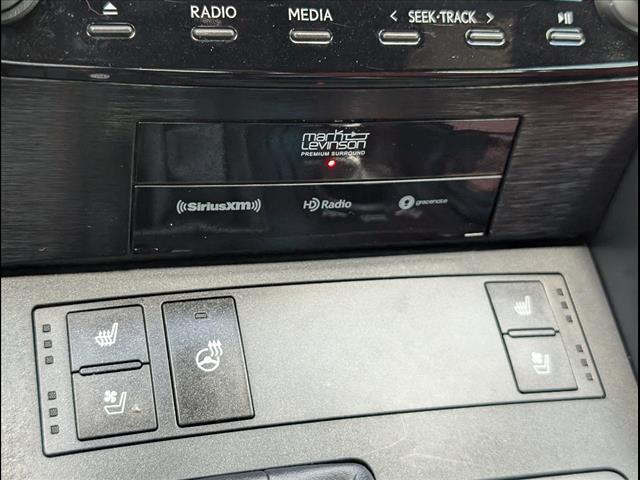 RADIO MEDIA < SEEK·TRACK >
mark
Levinson
PREMIUM SURROUND
((SiriusXM)) HD Radio gracenote